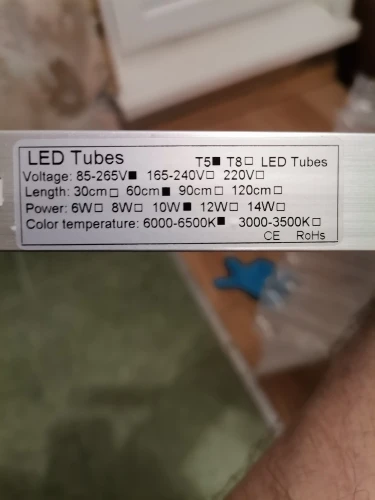 LED Tubes T5■ T8□ LED Tubes
Voltage: 85-265V■ 165-240V□ 220V□
Length: 30cm□ 60cm■ 90cm□ 120cm□
Power: 6W□ 8W□ 10W■ 12W□ 14W□
Color temperature: 6000-6500K■ 3000-3500K□
CE RoHs